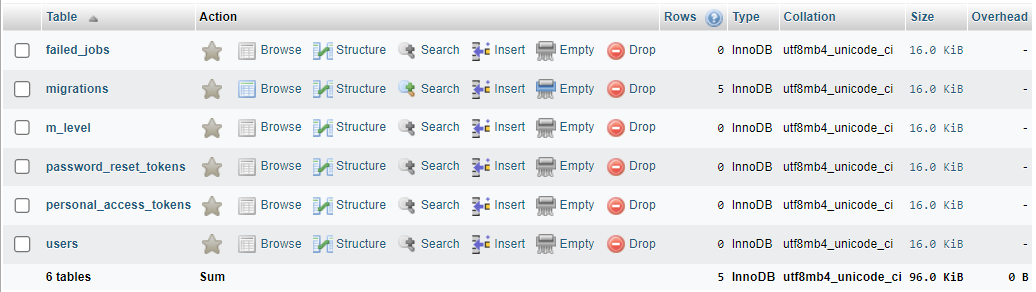 Table Action Rows Type Collation Size Overhead
failed_jobs Browse Structure Search Insert Empty Drop 0 InnoDB utf8mb4_unicode_ci 16.0 KiB -
migrations Browse Structure Search Insert Empty Drop 5 InnoDB utf8mb4_unicode_ci 16.0 KiB -
m_level Browse Structure Search Insert Empty Drop 0 InnoDB utf8mb4_unicode_ci 16.0 KiB -
password_reset_tokens Browse Structure Search Insert Empty Drop 0 InnoDB utf8mb4_unicode_ci 16.0 KiB -
personal_access_tokens Browse Structure Search Insert Empty Drop 0 InnoDB utf8mb4_unicode_ci 16.0 KiB -
users Browse Structure Search Insert Empty Drop 0 InnoDB utf8mb4_unicode_ci 16.0 KiB -
6 tables Sum 5 InnoDB utf8mb4_unicode_ci 96.0 KiB 0 B